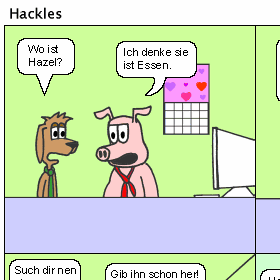 Hackles
Wo ist
Hazel?
Ich denke sie
ist Essen.
Such dir nen
Gib ihn schon her!